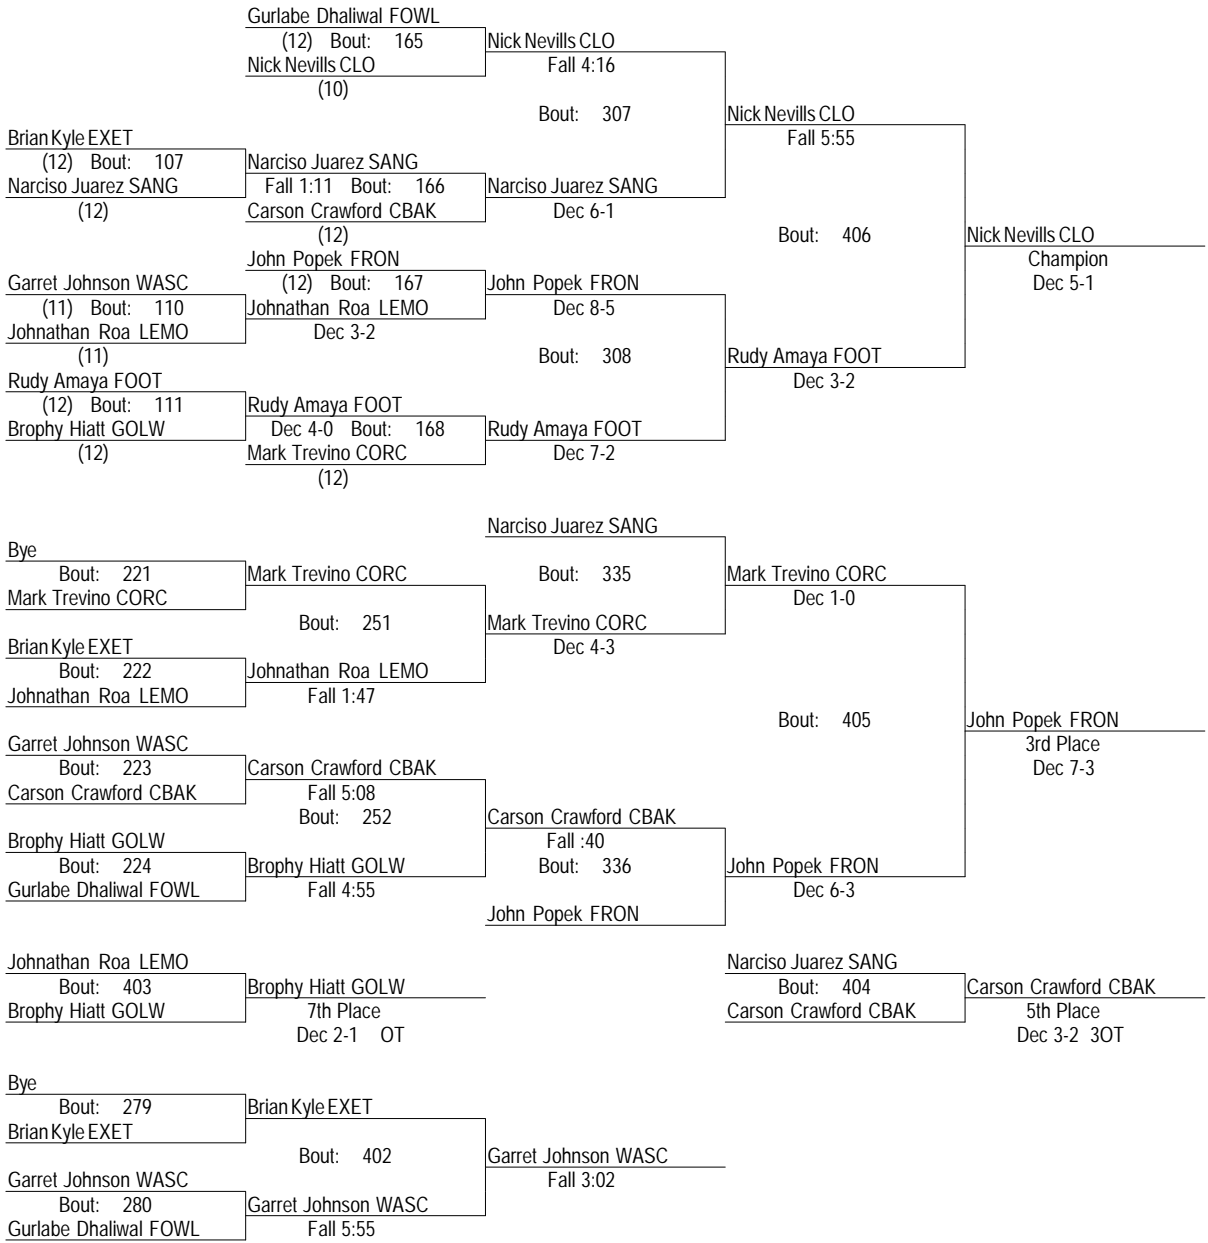 Gurlabe Dhaliwal FOWL
(12) Bout: 165 Nick Nevills CLO
Nick Nevills CLO Fall 4:16
(10)
Bout: 307 Nick Nevills CLO
Brian Kyle EXET Fall 5:55
(12) Bout: 107 Narciso Juarez SANG
Narciso Juarez SANG Fall 1:11 Bout: 166 Narciso Juarez SANG
(12) Carson Crawford CBAK Dec 6-1
(12) Bout: 406 Nick Nevills CLO
John Popek FRON Champion
Garret Johnson WASC (12) Bout: 167 John Popek FRON Dec 5-1
(11) Bout: 110 Johnathan Roa LEMO Dec 8-5
Johnathan Roa LEMO Dec 3-2
(11) Bout: 308 Rudy Amaya FOOT
Rudy Amaya FOOT Dec 3-2
(12) Bout: 111 Rudy Amaya FOOT
Brophy Hiatt GOLW Dec 4-0 Bout: 168 Rudy Amaya FOOT
(12) Mark Trevino CORC Dec 7-2
(12)
Narciso Juarez SANG
Bye
Bout: 221 Mark Trevino CORC Bout: 335 Mark Trevino CORC
Mark Trevino CORC Dec 1-0
Bout: 251 Mark Trevino CORC
Brian Kyle EXET Dec 4-3
Bout: 222 Johnathan Roa LEMO
Johnathan Roa LEMO Fall 1:47
Bout: 405 John Popek FRON
Garret Johnson WASC 3rd Place
Bout: 223 Carson Crawford CBAK Dec 7-3
Carson Crawford CBAK Fall 5:08
Bout: 252 Carson Crawford CBAK
Brophy Hiatt GOLW Fall :40
Bout: 224 Brophy Hiatt GOLW Bout: 336 John Popek FRON
Gurlabe Dhaliwal FOWL Fall 4:55 Dec 6-3
John Popek FRON
Johnathan Roa LEMO Narciso Juarez SANG
Bout: 403 Brophy Hiatt GOLW Bout: 404 Carson Crawford CBAK
Brophy Hiatt GOLW 7th Place Carson Crawford CBAK 5th Place
Dec 2-1 OT Dec 3-2 3OT
Bye
Bout: 279 Brian Kyle EXET
Brian Kyle EXET
Bout: 402 Garret Johnson WASC
Garret Johnson WASC Fall 3:02
Bout: 280 Garret Johnson WASC
Gurlabe Dhaliwal FOWL Fall 5:55